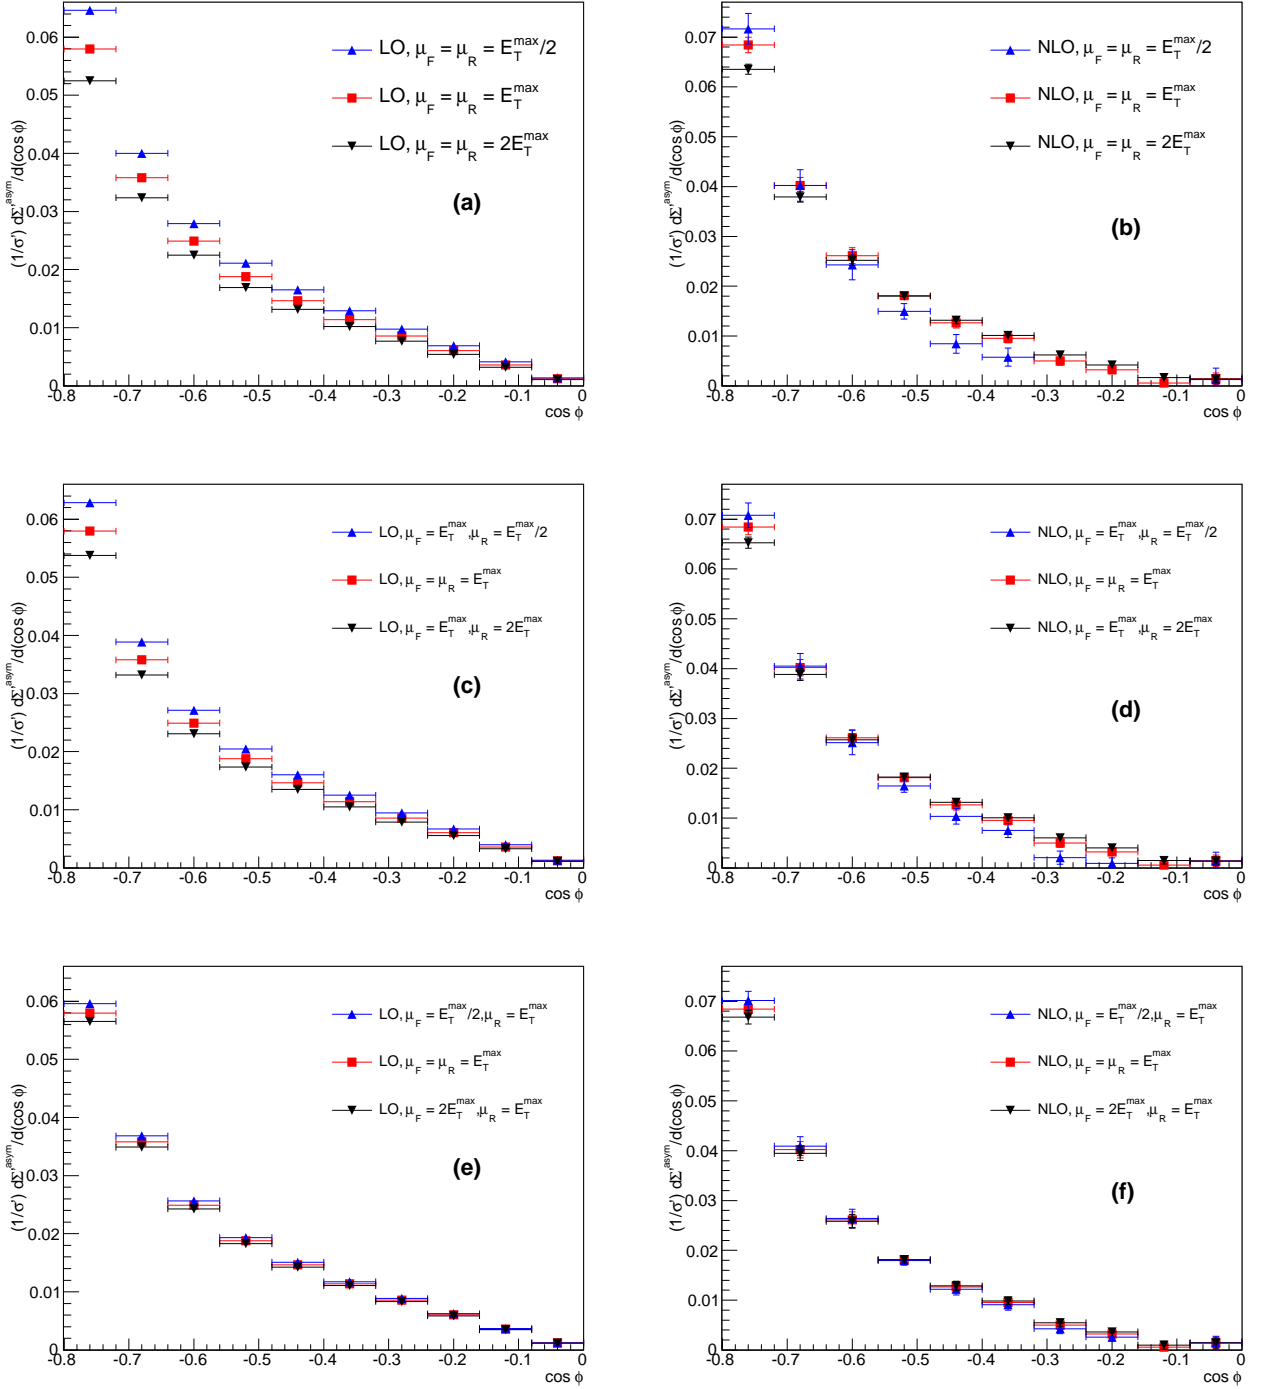 (1/σ') dΣ'^asym/d(cos ϕ)
0.06
0.05
0.04
0.03
0.02
0.01
0
LO, μ_F = μ_R = E_T^max/2
LO, μ_F = μ_R = E_T^max
LO, μ_F = μ_R = 2E_T^max
(a)
-0.8 -0.7 -0.6 -0.5 -0.4 -0.3 -0.2 -0.1 0
cos ϕ
(1/σ') dΣ'^asym/d(cos ϕ)
0.07
0.06
0.05
0.04
0.03
0.02
0.01
0
NLO, μ_F = μ_R = E_T^max/2
NLO, μ_F = μ_R = E_T^max
NLO, μ_F = μ_R = 2E_T^max
(b)
-0.8 -0.7 -0.6 -0.5 -0.4 -0.3 -0.2 -0.1 0
cos ϕ
(1/σ') dΣ'^asym/d(cos ϕ)
0.06
0.05
0.04
0.03
0.02
0.01
0
LO, μ_F = E_T^max,μ_R = E_T^max/2
LO, μ_F = μ_R = E_T^max
LO, μ_F = E_T^max,μ_R = 2E_T^max
(c)
-0.8 -0.7 -0.6 -0.5 -0.4 -0.3 -0.2 -0.1 0
cos ϕ
(1/σ') dΣ'^asym/d(cos ϕ)
0.07
0.06
0.05
0.04
0.03
0.02
0.01
0
NLO, μ_F = E_T^max,μ_R = E_T^max/2
NLO, μ_F = μ_R = E_T^max
NLO, μ_F = E_T^max,μ_R = 2E_T^max
(d)
-0.8 -0.7 -0.6 -0.5 -0.4 -0.3 -0.2 -0.1 0
cos ϕ
(1/σ') dΣ'^asym/d(cos ϕ)
0.06
0.05
0.04
0.03
0.02
0.01
0
LO, μ_F = E_T^max/2,μ_R = E_T^max
LO, μ_F = μ_R = E_T^max
LO, μ_F = 2E_T^max,μ_R = E_T^max
(e)
-0.8 -0.7 -0.6 -0.5 -0.4 -0.3 -0.2 -0.1 0
cos ϕ
(1/σ') dΣ'^asym/d(cos ϕ)
0.07
0.06
0.05
0.04
0.03
0.02
0.01
0
NLO, μ_F = E_T^max/2,μ_R = E_T^max
NLO, μ_F = μ_R = E_T^max
NLO, μ_F = 2E_T^max,μ_R = E_T^max
(f)
-0.8 -0.7 -0.6 -0.5 -0.4 -0.3 -0.2 -0.1 0
cos ϕ